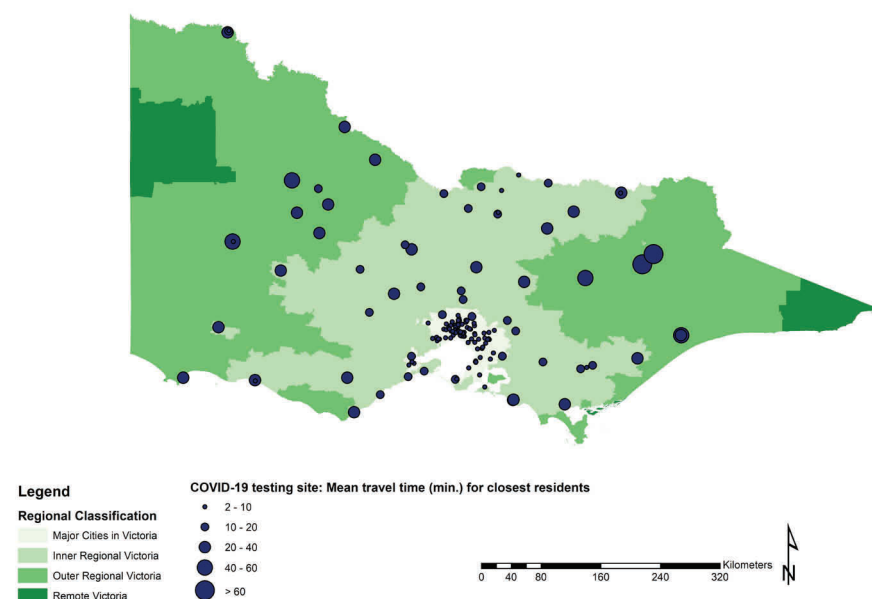 Legend
Regional Classification
Major Cities in Victoria
Inner Regional Victoria
Outer Regional Victoria
Remote Victoria
COVID-19 testing site: Mean travel time (min.) for closest residents
2 - 10
10 - 20
20 - 40
40 - 60
> 60
Kilometers
0 40 80 160 240 320
N